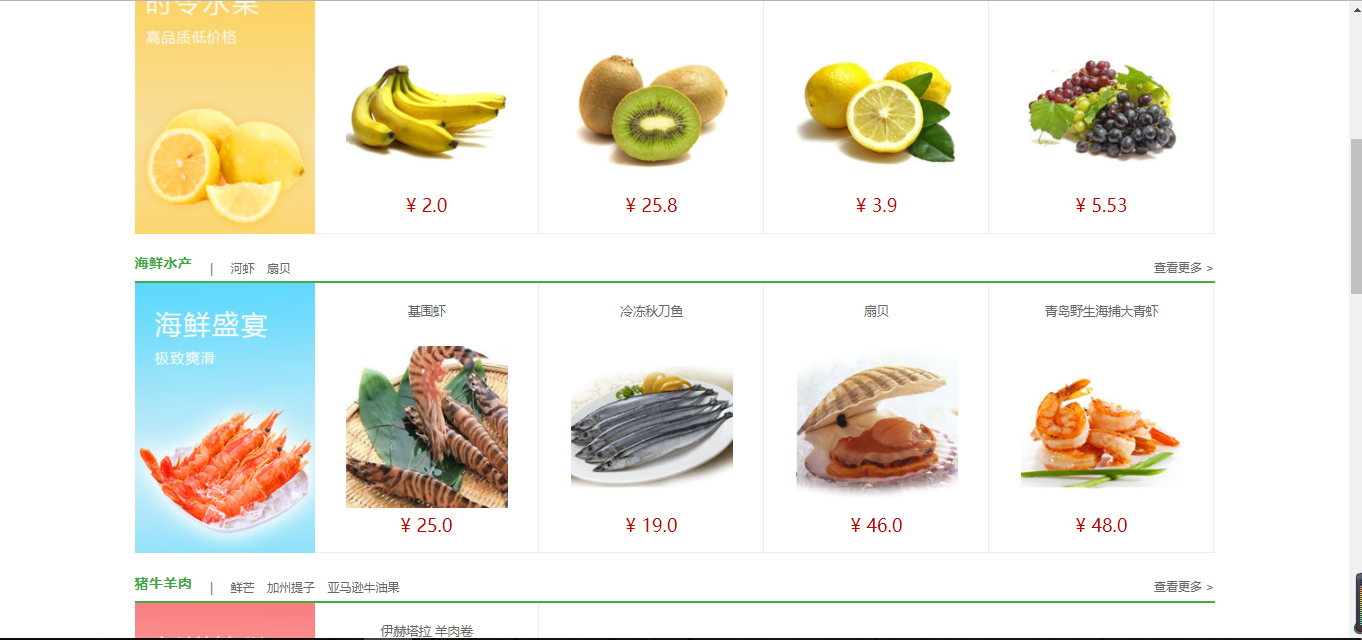 时令水果
高品质低价格
¥ 2.0
¥ 25.8
¥ 3.9
¥ 5.53
海鲜水产 | 河虾 扇贝 查看更多 >
海鲜盛宴
极致爽滑
基围虾
冷冻秋刀鱼
扇贝
青岛野生海捕大青虾
¥ 25.0
¥ 19.0
¥ 46.0
¥ 48.0
猪牛羊肉 | 鲜芒 加州提子 亚马逊牛油果 查看更多 >
伊赫塔拉 羊肉卷